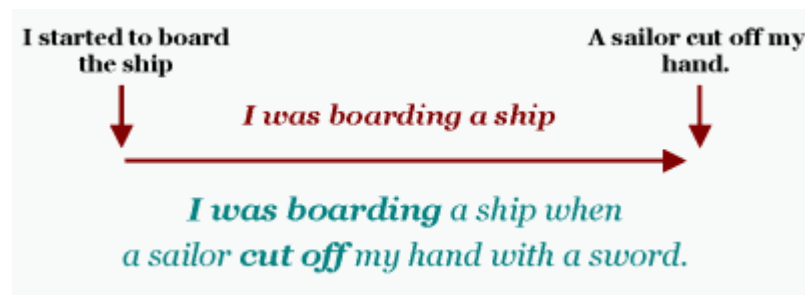 I started to board
the ship
A sailor cut off my
hand.
I was boarding a ship
I was boarding a ship when
a sailor cut off my hand with a sword.